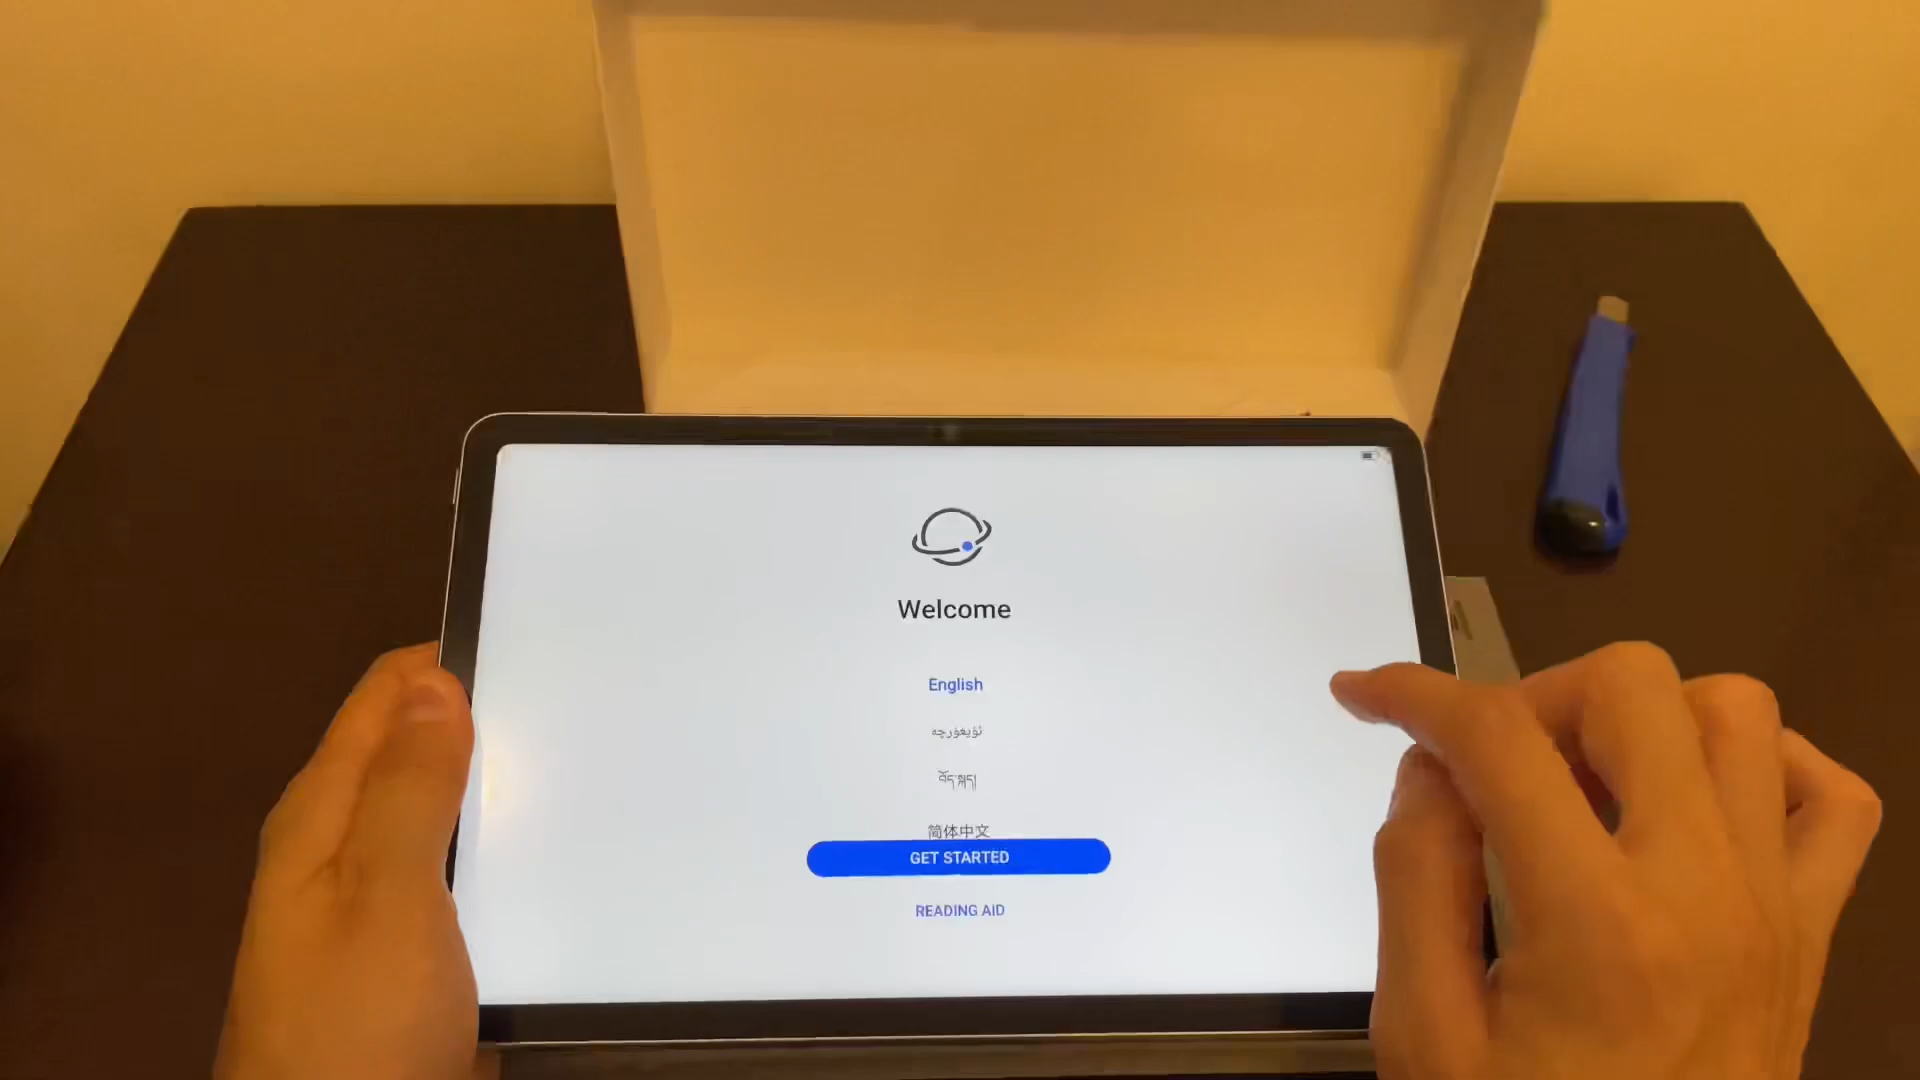 Welcome
English
ئۇيغۇرچە
བོད་སྐད།
简体中文
GET STARTED
READING AID